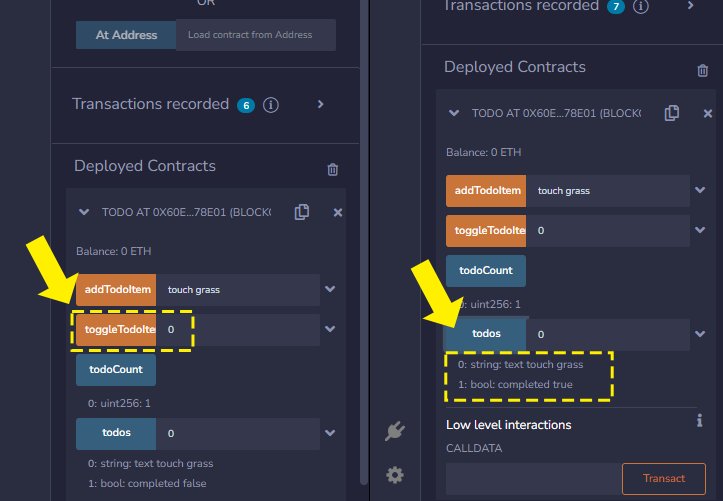 OR
At Address Load contract from Address
Transactions recorded 6 i
Deployed Contracts
TODO AT 0X60E...78E01 (BLOCK
Balance: 0 ETH
addTodoItem touch grass
toggleTodoIte 0
todoCount
0: uint256: 1
todos 0
0: string: text touch grass
1: bool: completed false
Transactions recorded 7 i
Deployed Contracts
TODO AT 0X60E...78E01 (BLOCK
Balance: 0 ETH
addTodoItem touch grass
toggleTodoIte 0
todoCount
0: uint256: 1
todos 0
0: string: text touch grass
1: bool: completed true
Low level interactions i
CALLDATA
Transact